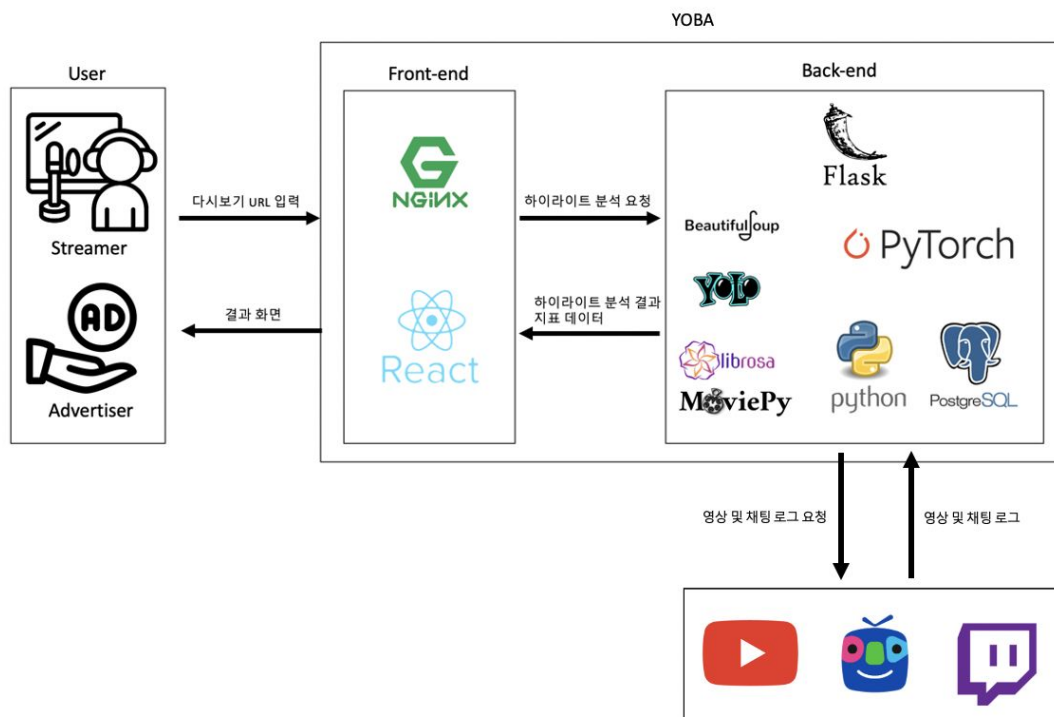 YOBA
User
Front-end
Back-end
Streamer
AD
Advertiser
다시보기 URL 입력
결과 화면
NGiNX
React
하이라이트 분석 요청
하이라이트 분석 결과
지표 데이터
Flask
BeautifulSoup
PyTorch
YOLO
librosa
MoviePy
python
PostgreSQL
영상 및 채팅 로그 요청
영상 및 채팅 로그